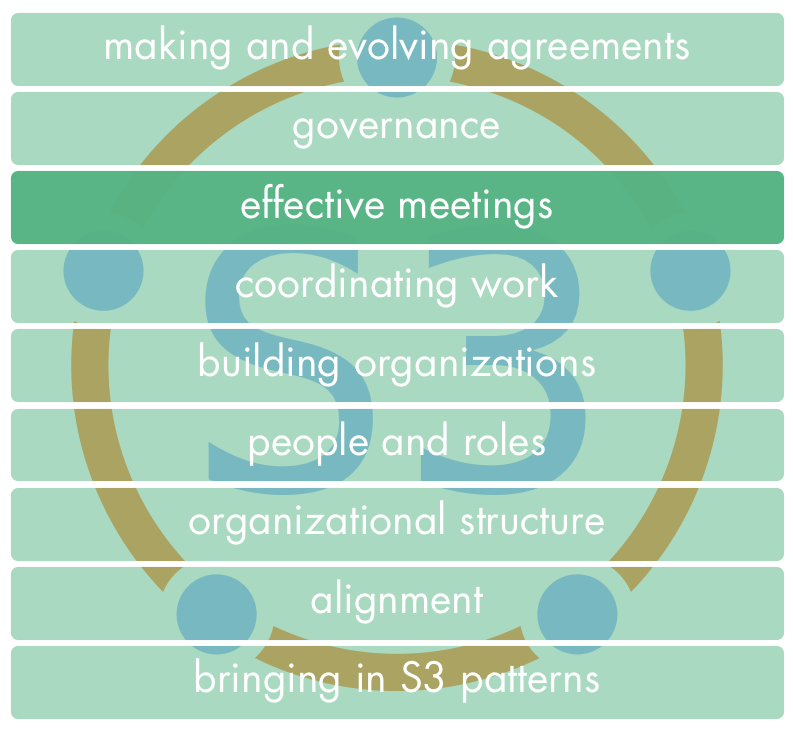 making and evolving agreements
governance
effective meetings
S3
coordinating work
building organizations
people and roles
organizational structure
alignment
bringing in S3 patterns